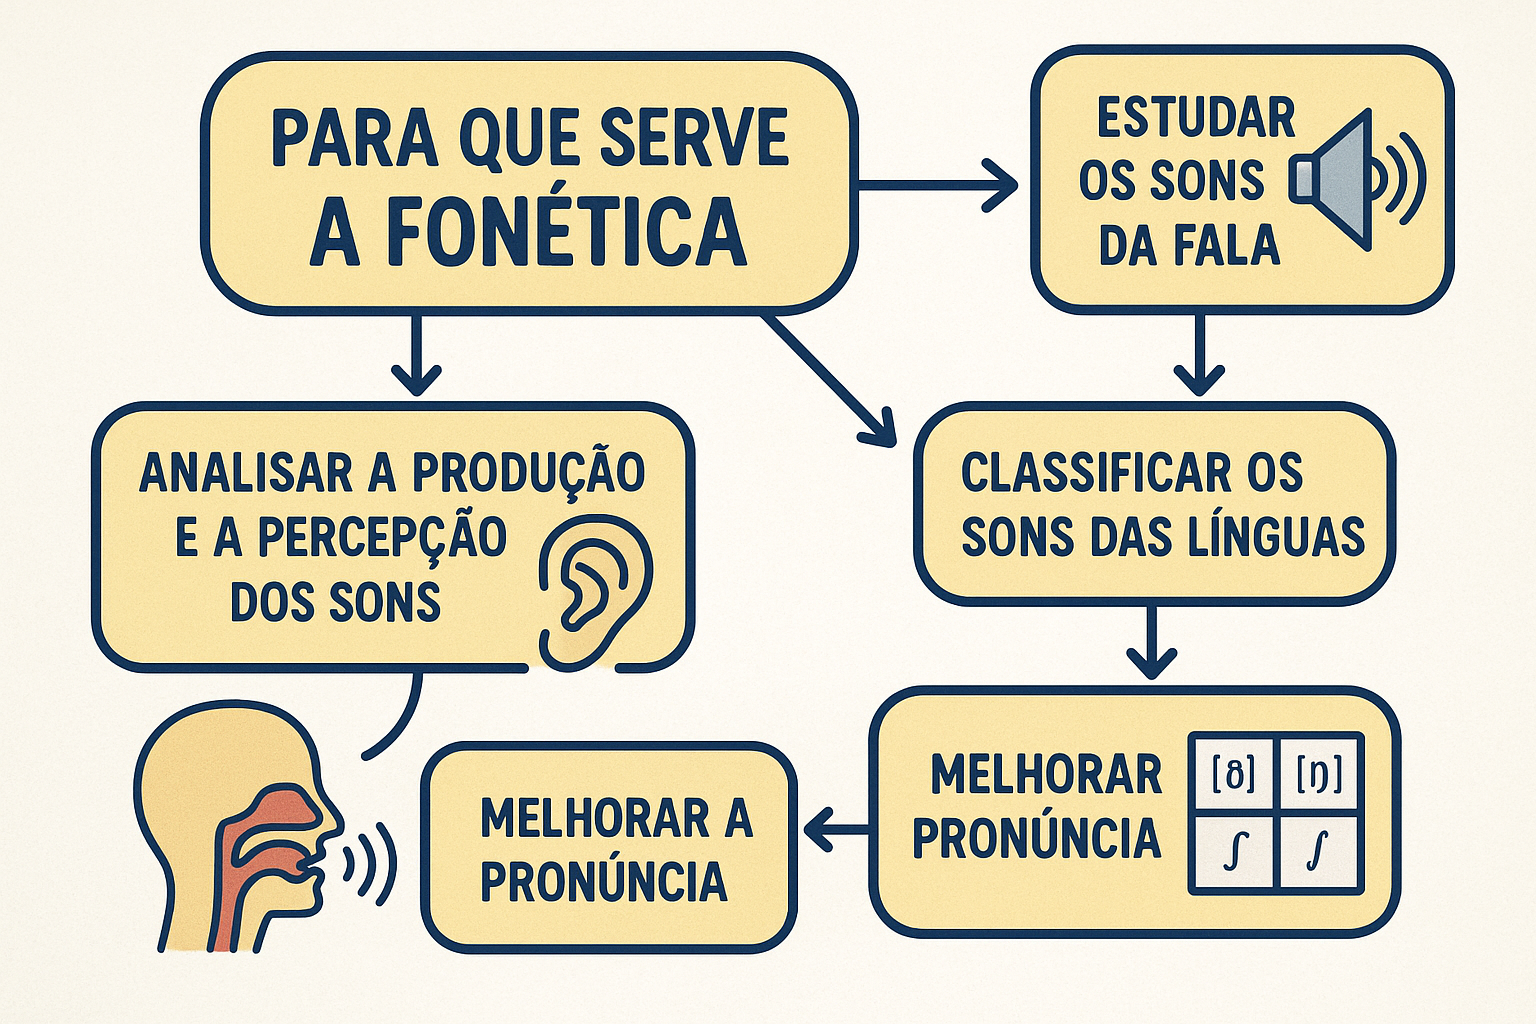 PARA QUE SERVE
A FONÉTICA
ESTUDAR
OS SONS
DA FALA
ANALISAR A PRODUÇÃO
E A PERCEPÇÃO
DOS SONS
CLASSIFICAR OS
SONS DAS LÍNGUAS
MELHORAR
PRONÚNCIA
[ŋ]
ʃ
ʃ
MELHORAR A
PRONÚNCIA